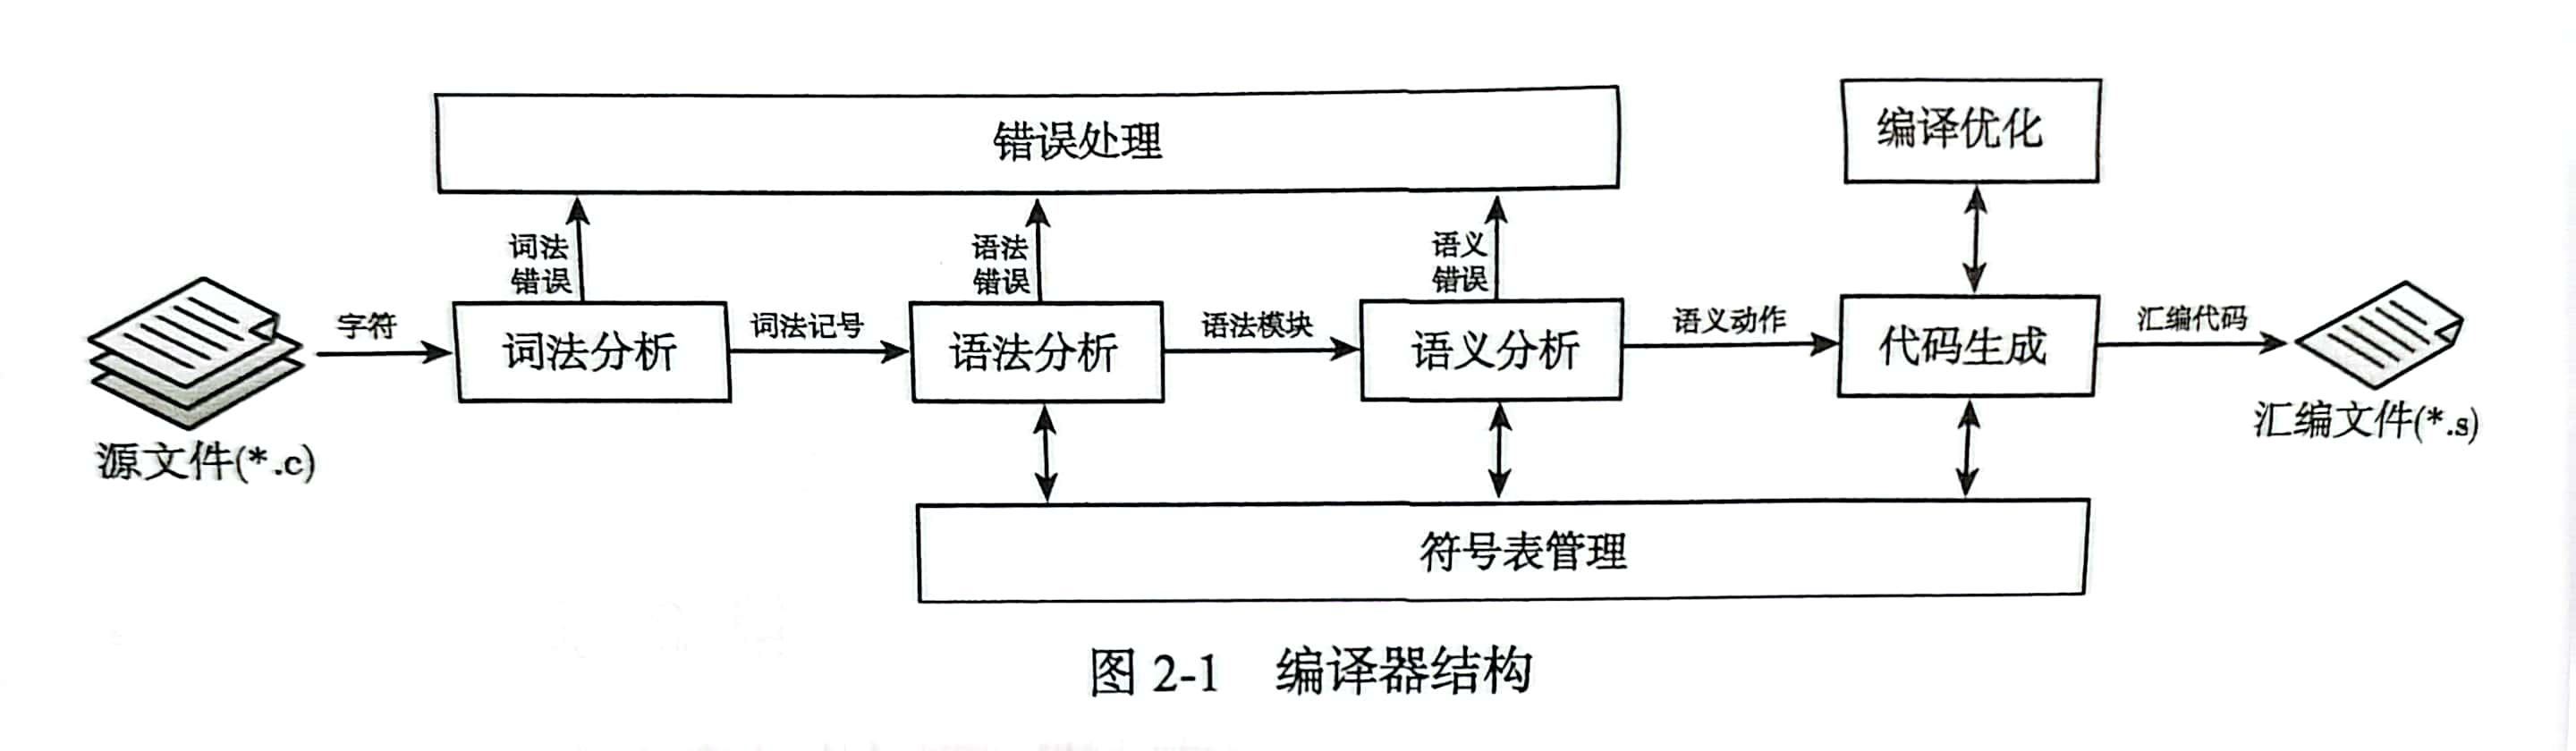 错误处理
编译优化
词法
错误
语法
错误
语义
错误
字符
词法分析
词法记号
语法分析
语法模块
语义分析
语义动作
代码生成
汇编代码
源文件(*.c)
汇编文件(*.s)
符号表管理
图 2-1 编译器结构